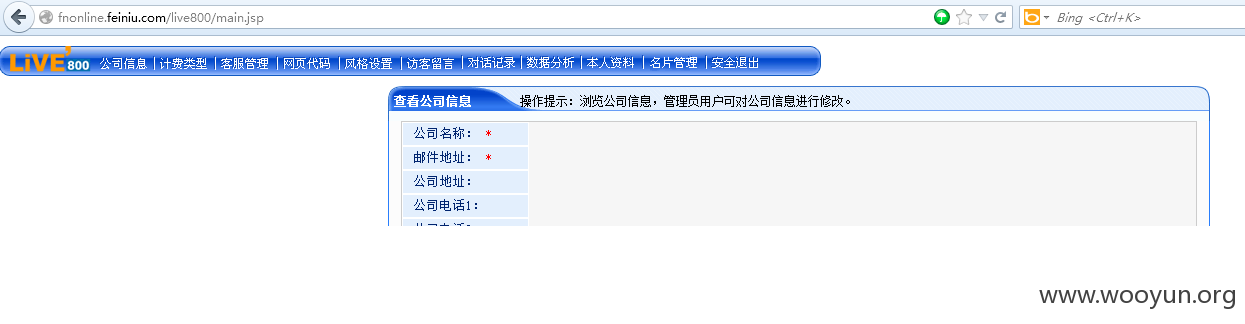 fnonline.feiniu.com/live800/main.jsp
Bing <Ctrl+K>
LiVE800 公司信息 | 计费类型 | 客服管理 | 网页代码 | 风格设置 | 访客留言 | 对话记录 | 数据分析 | 本人资料 | 名片管理 | 安全退出
查看公司信息 操作提示：浏览公司信息，管理员用户可对公司信息进行修改。
公司名称： *
邮件地址： *
公司地址：
公司电话1：
www.wooyun.org